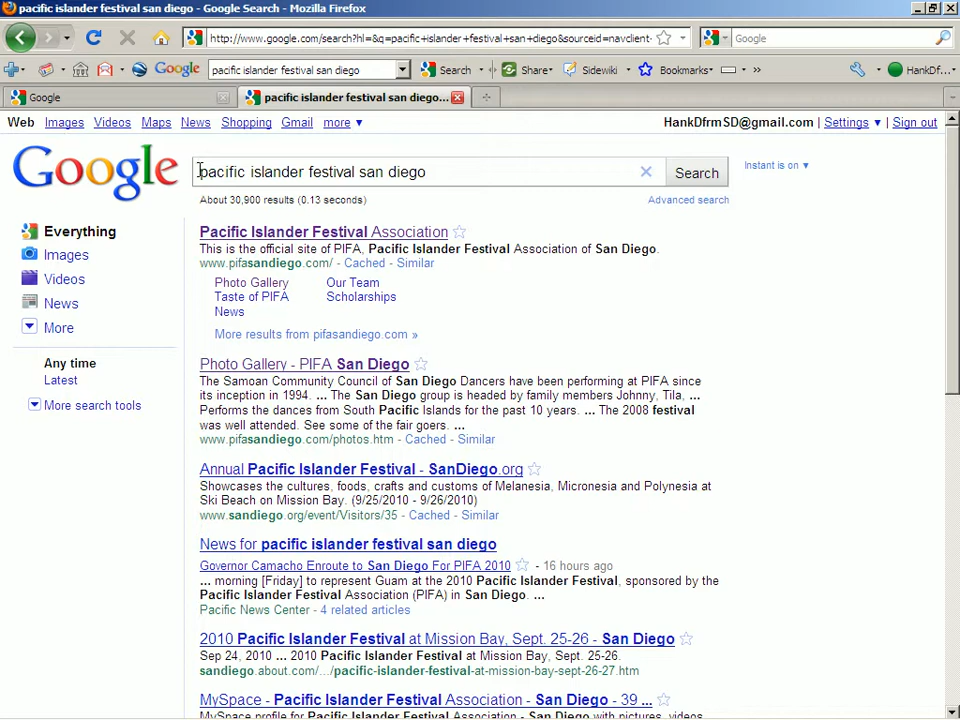 pacific islander festival san diego - Google Search - Mozilla Firefox
http://www.google.com/search?hl=&q=pacific+islander+festival+san+diego&sourceid=navclient- Google
Google pacific islander festival san diego Search Share Sidewiki Bookmarks » HankDf...
Google pacific islander festival san diego...
Web Images Videos Maps News Shopping Gmail more ▼ HankDfrmSD@gmail.com | Settings ▼ | Sign out
Google pacific islander festival san diego Search Instant is on ▼
About 30,900 results (0.13 seconds) Advanced search
Everything
Images
Videos
News
More
Any time
Latest
More search tools
Pacific Islander Festival Association
This is the official site of PIFA, Pacific Islander Festival Association of San Diego.
www.pifasandiego.com/ - Cached - Similar
Photo Gallery Our Team
Taste of PIFA Scholarships
News
More results from pifasandiego.com »
Photo Gallery - PIFA San Diego
The Samoan Community Council of San Diego Dancers have been performing at PIFA since
its inception in 1994. ... The San Diego group is headed by family members Johnny, Tila, ...
Performs the dances from South Pacific Islands for the past 10 years. ... The 2008 festival
was well attended. See some of the fair goers. ...
www.pifasandiego.com/photos.htm - Cached - Similar
Annual Pacific Islander Festival - SanDiego.org
Showcases the cultures, foods, crafts and customs of Melanesia, Micronesia and Polynesia at
Ski Beach on Mission Bay. (9/25/2010 - 9/26/2010)
www.sandiego.org/event/Visitors/35 - Cached - Similar
News for pacific islander festival san diego
Governor Camacho Enroute to San Diego For PIFA 2010 - 16 hours ago
... morning [Friday] to represent Guam at the 2010 Pacific Islander Festival, sponsored by the
Pacific Islander Festival Association (PIFA) in San Diego. ...
Pacific News Center - 4 related articles
2010 Pacific Islander Festival at Mission Bay, Sept. 25-26 - San Diego
Sep 24, 2010 ... 2010 Pacific Islander Festival at Mission Bay, Sept. 25-26.
sandiego.about.com/.../pacific-islander-festival-at-mission-bay-sept-26-27.htm
MySpace - Pacific Islander Festival Association - San Diego - 39 ...
MySpace profile for Pacific Islander Festival Association - San Diego with pictures, videos